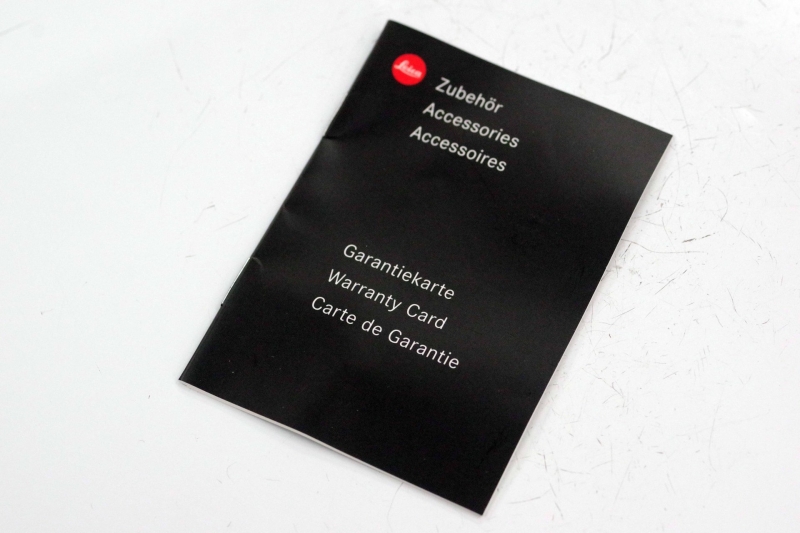 Leica
Zubehör
Accessories
Accessoires
Garantiekarte
Warranty Card
Carte de Garantie